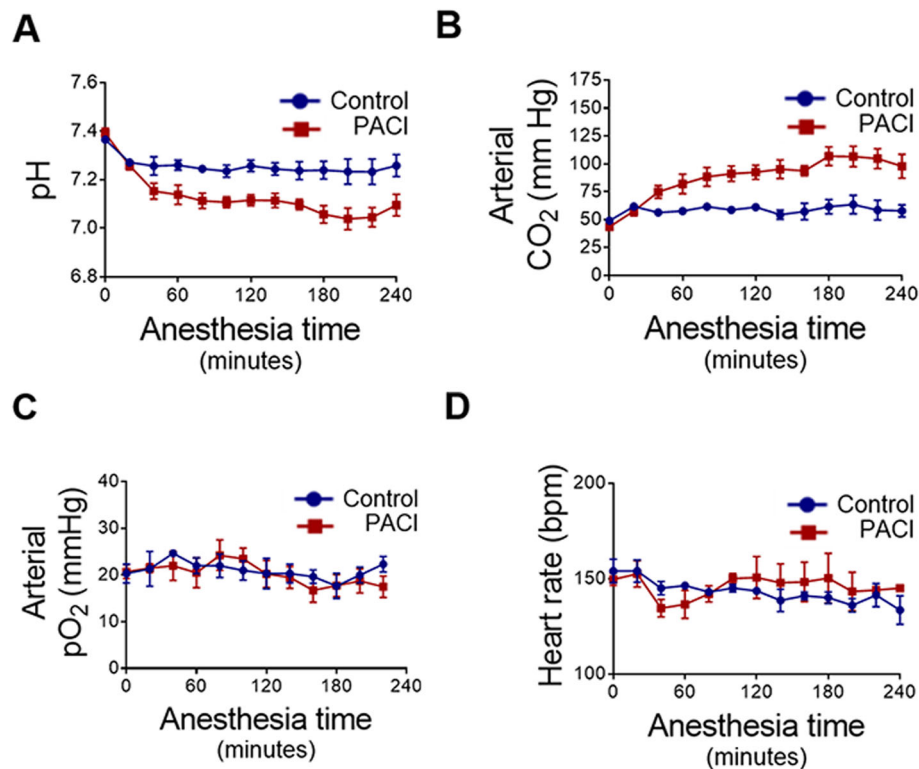 A
pH
7.6
7.4
7.2
7.0
6.8
Control
PACI
0 60 120 180 240
Anesthesia time
(minutes)
B
Arterial
CO2 (mm Hg)
175
150
125
100
75
50
25
0
Control
PACI
0 60 120 180 240
Anesthesia time
(minutes)
C
Arterial
pO2 (mmHg)
40
30
20
10
0
Control
PACI
0 60 120 180 240
Anesthesia time
(minutes)
D
Heart rate (bpm)
200
150
100
Control
PACI
0 60 120 180 240
Anesthesia time
(minutes)